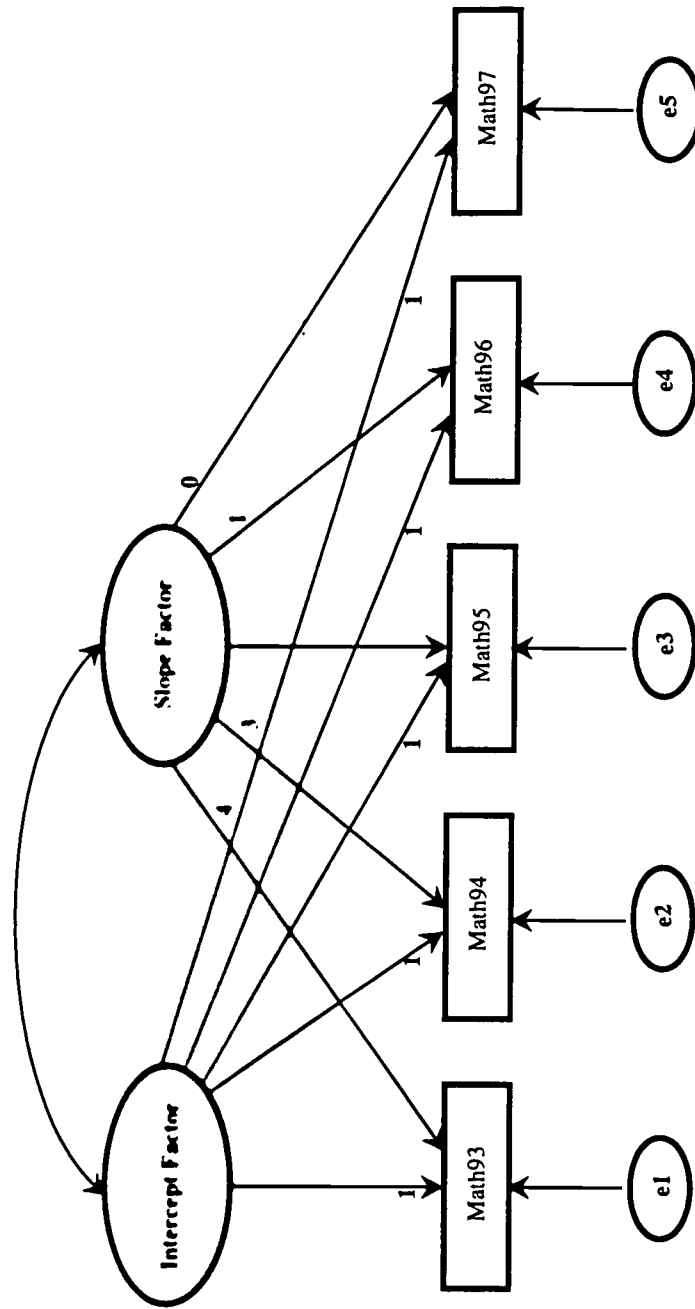 Intercept Factor
Slope Factor
4
3
1
0
1
1
1
1
1
Math93
Math94
Math95
Math96
Math97
e1
e2
e3
e4
e5